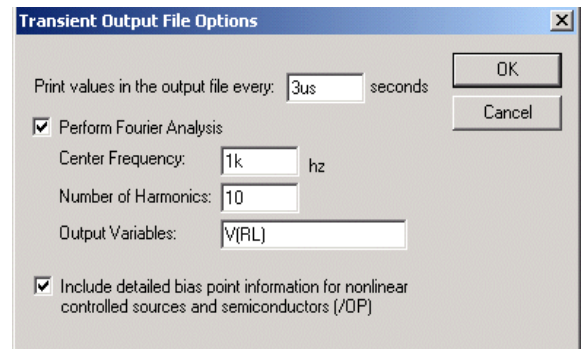 Transient Output File Options
Print values in the output file every: 3us seconds
OK
Cancel
Perform Fourier Analysis
Center Frequency: 1k hz
Number of Harmonics: 10
Output Variables: V(RL)
Include detailed bias point information for nonlinear
controlled sources and semiconductors (/OP)